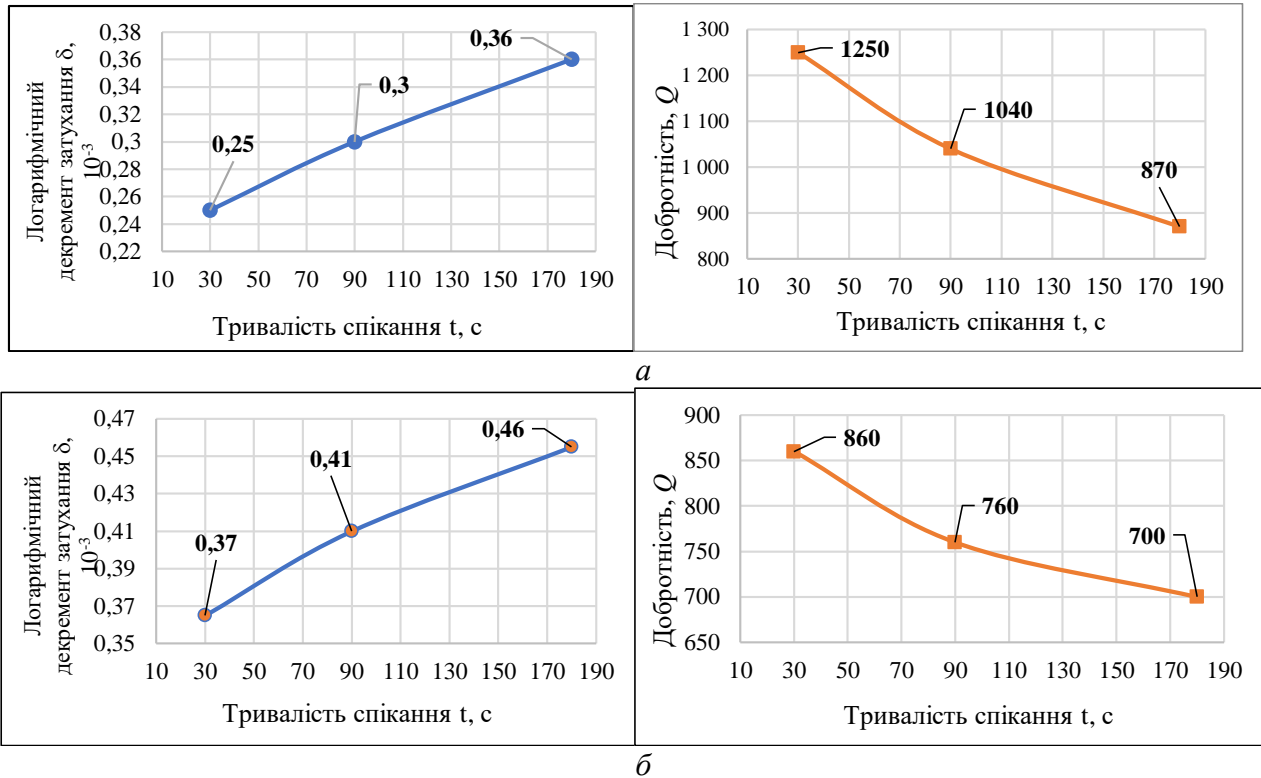 Логарифмічний
декремент затухання δ,
10⁻³
0,38
0,36
0,34
0,32
0,3
0,28
0,26
0,24
0,22
0,25
0,3
0,36
10 30 50 70 90 110 130 150 170 190
Тривалість спікання t, с
Добротність, Q
1 300
1 200
1 100
1 000
900
800
1250
1040
870
10 30 50 70 90 110 130 150 170 190
Тривалість спікання t, с
а
Логарифмічний
декремент затухання δ,
10⁻³
0,47
0,45
0,43
0,41
0,39
0,37
0,35
0,37
0,41
0,46
10 30 50 70 90 110 130 150 170 190
Тривалість спікання t, с
Добротність, Q
900
850
800
750
700
650
860
760
700
10 30 50 70 90 110 130 150 170 190
Тривалість спікання t, с
б